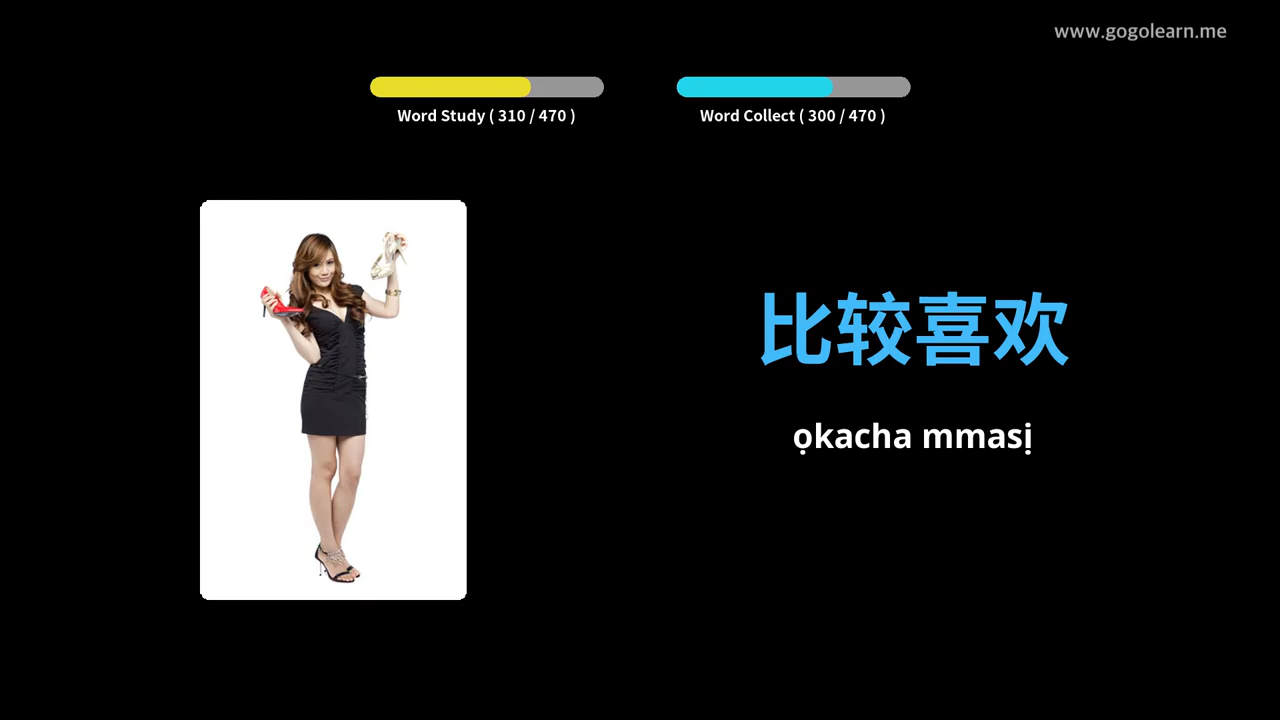 www.gogolearn.me
Word Study ( 310 / 470 )
Word Collect ( 300 / 470 )
比较喜欢
ọkacha mmasị